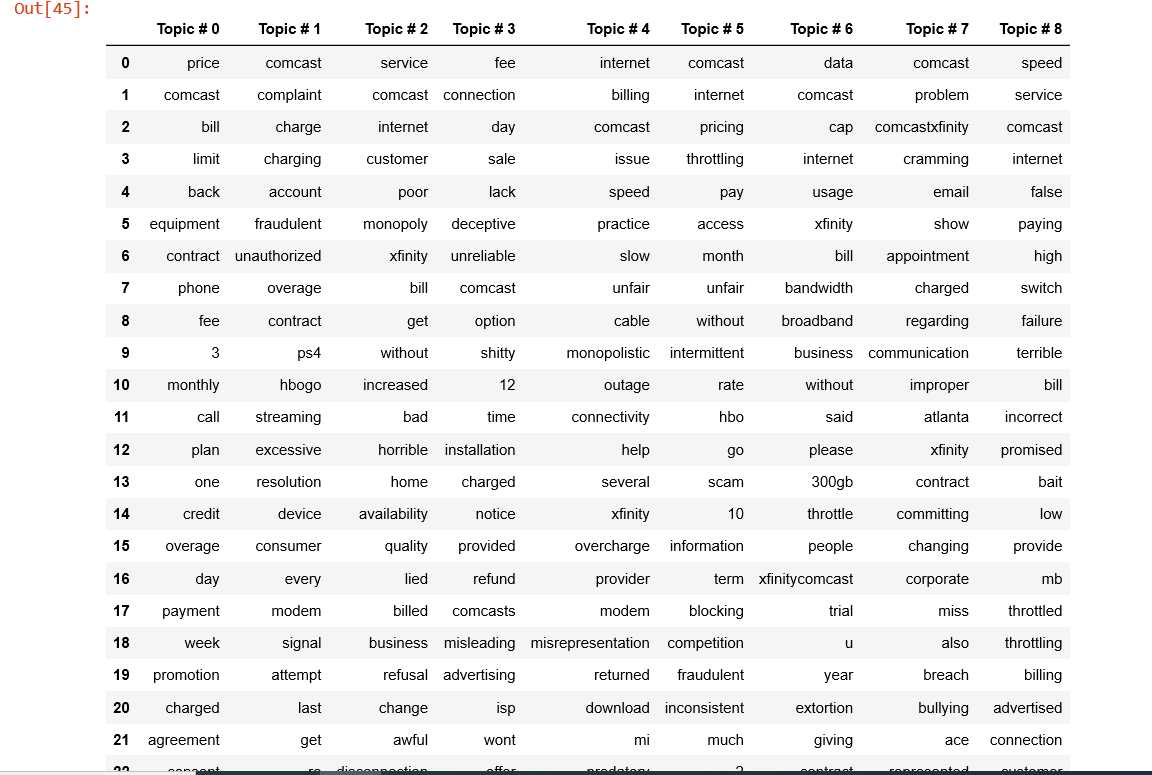 Out[45]:
Topic # 0 Topic # 1 Topic # 2 Topic # 3 Topic # 4 Topic # 5 Topic # 6 Topic # 7 Topic # 8
0 price comcast service fee internet comcast data comcast speed
1 comcast complaint comcast connection billing internet comcast problem service
2 bill charge internet day comcast pricing cap comcastxfinity comcast
3 limit charging customer sale issue throttling internet cramming internet
4 back account poor lack speed pay usage email false
5 equipment fraudulent monopoly deceptive practice access xfinity show paying
6 contract unauthorized xfinity unreliable slow month bill appointment high
7 phone overage bill comcast unfair unfair bandwidth charged switch
8 fee contract get option cable without broadband regarding failure
9 3 ps4 without shitty monopolistic intermittent business communication terrible
10 monthly hbogo increased 12 outage rate without improper bill
11 call streaming bad time connectivity hbo said atlanta incorrect
12 plan excessive horrible installation help go please xfinity promised
13 one resolution home charged several scam 300gb contract bait
14 credit device availability notice xfinity 10 throttle committing low
15 overage consumer quality provided overcharge information people changing provide
16 day every lied refund provider term xfinitycomcast corporate mb
17 payment modem billed comcasts modem blocking trial miss throttled
18 week signal business misleading misrepresentation competition u also throttling
19 promotion attempt refusal advertising returned fraudulent year breach billing
20 charged last change isp download inconsistent extortion bullying advertised
21 agreement get awful wont mi much giving ace connection
22 consent re disconnection offer predatory 2 contract represented customer